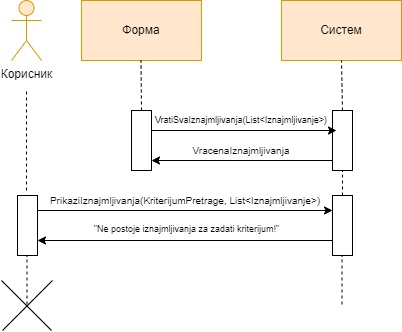 Форма
Систем
Корисник
VratiSvaIznajmljivanja(List<Iznajmljivanje>)
VracenaIznajmljivanja
PrikaziIznajmljivanja(KriterijumPretrage, List<Iznajmljivanje>)
"Ne postoje iznajmljivanja za zadati kriterijum!"